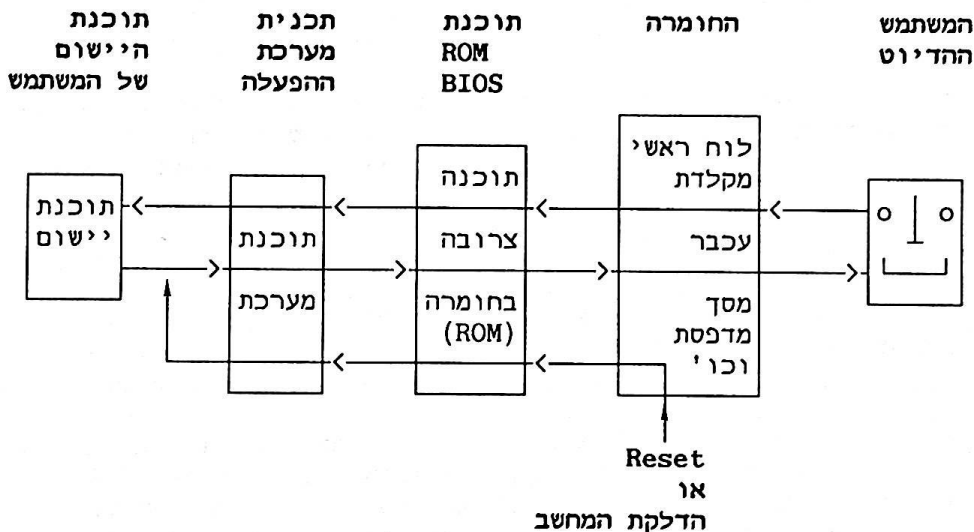 המשתמש
ההדיוט
החומרה
תוכנת
ROM
BIOS
תכנית
מערכת
ההפעלה
תוכנת
היישום
של המשתמש
לוח ראשי
מקלדת
עכבר
מסך
מדפסת
וכו'
תוכנה
צרובה
בחומרה
(ROM)
תוכנת
מערכת
תוכנת
יישום
Reset
או
הדלקת המחשב